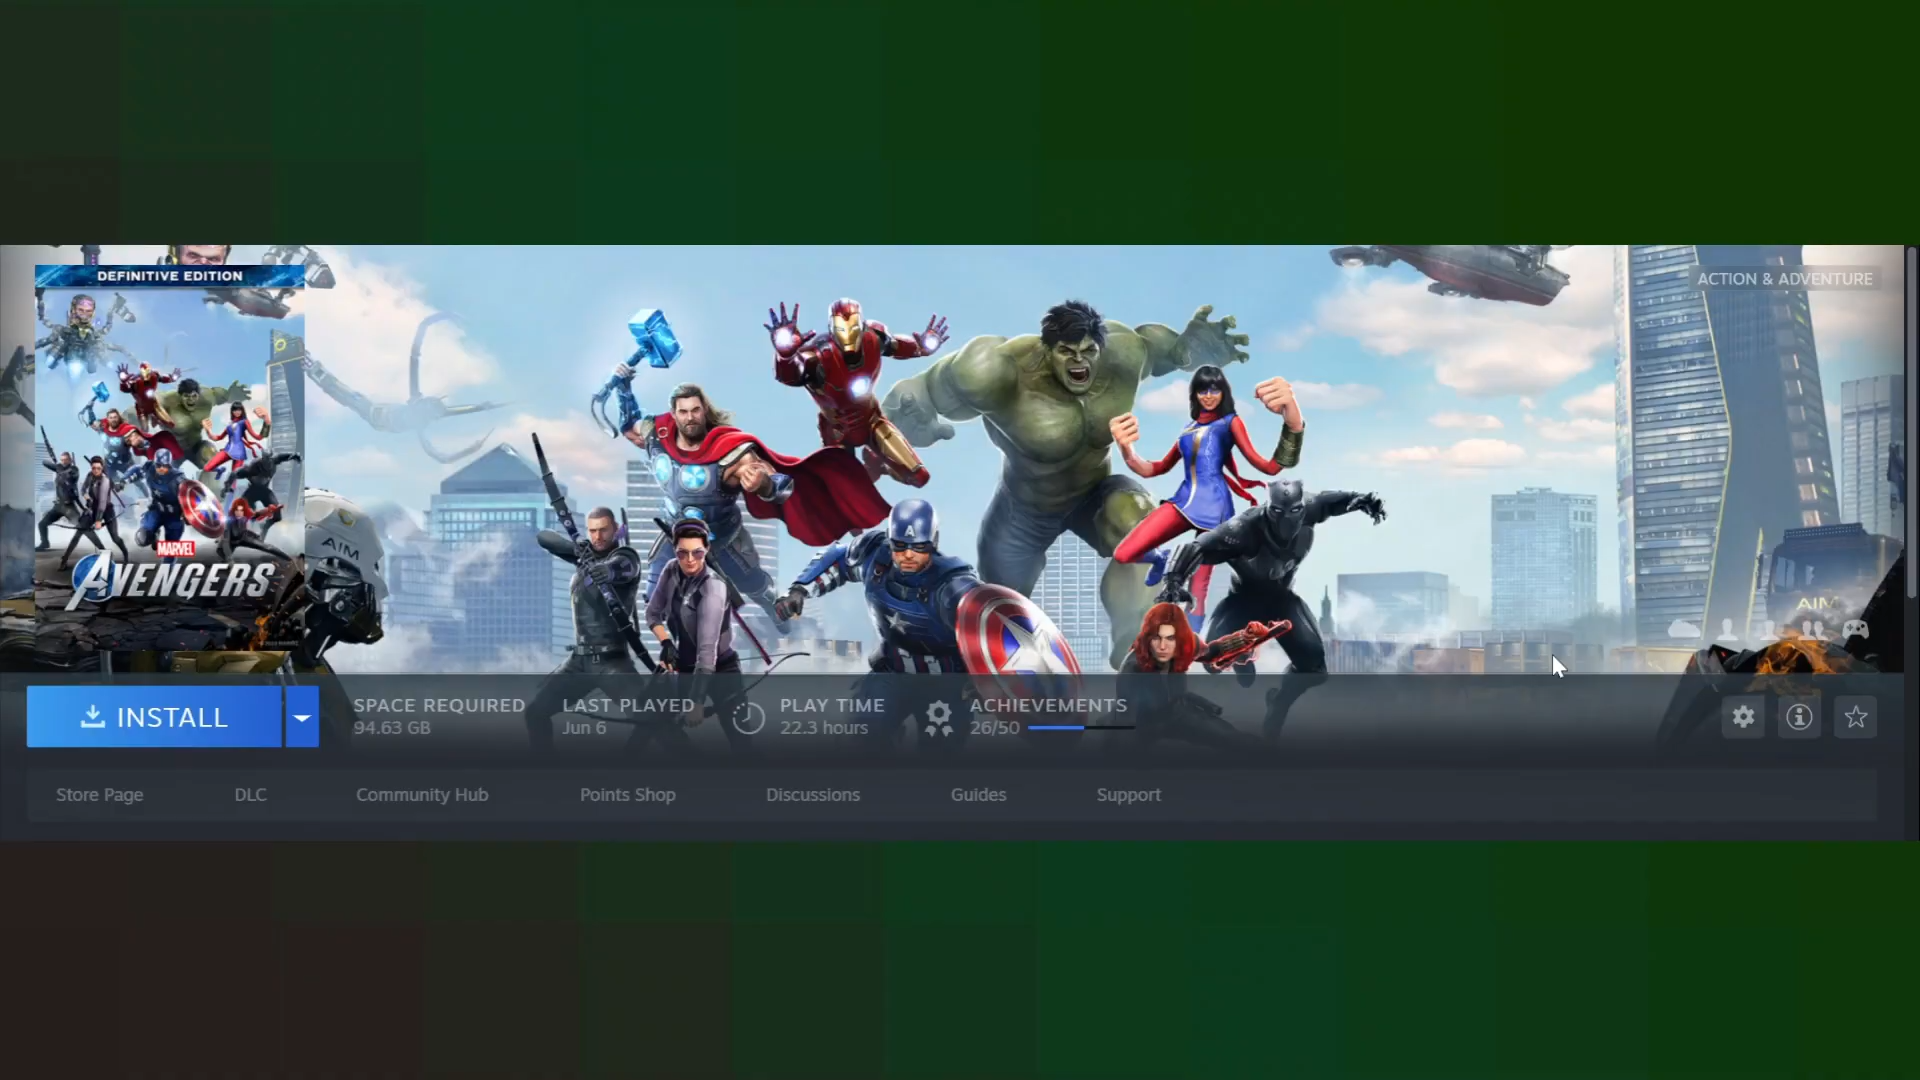 DEFINITIVE EDITION
ACTION & ADVENTURE
AIM
MARVEL
AVENGERS
A
AIM
INSTALL
SPACE REQUIRED
94.63 GB
LAST PLAYED
Jun 6
PLAY TIME
22.3 hours
ACHIEVEMENTS
26/50
Store Page
DLC
Community Hub
Points Shop
Discussions
Guides
Support